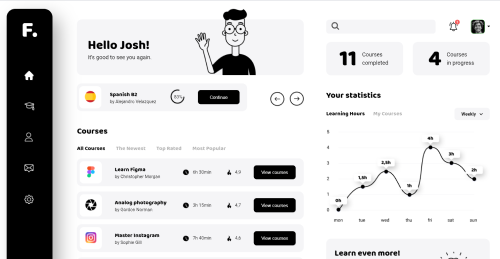 F.
Hello Josh!
It's good to see you again.
Spanish B2
by Alejandro Velazquez
83%
Continue
Courses
All Courses
The Newest
Top Rated
Most Popular
Learn Figma
by Christopher Morgan
6h 30min
4,9
View courses
Analog photography
by Gordon Norman
3h 15min
4,7
View courses
Master Instagram
by Sophie Gill
7h 40min
4,6
View courses
11
Courses
completed
4
Courses
in progress
Your statistics
Learning Hours
My Courses
Weekly
5
4
3
2
1
0
0h
1,5h
2,5h
1h
4h
3h
2h
mon
tue
wed
thu
fri
sat
sun
Learn even more!